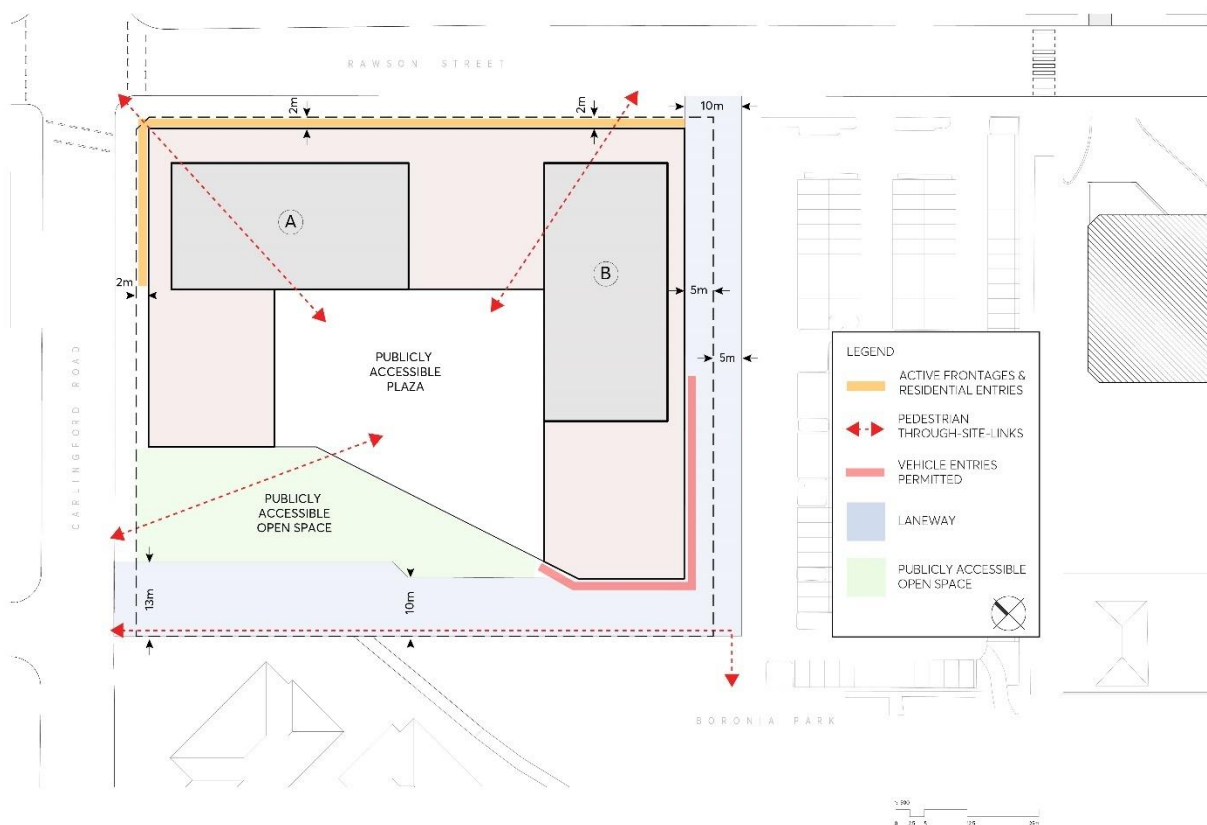 RAWSON STREET
2m
2m
10m
A
B
2m
5m
5m
CARLINGFORD ROAD
PUBLICLY
ACCESSIBLE
PLAZA
PUBLICLY
ACCESSIBLE
OPEN SPACE
13m
10m
BORONIA PARK
LEGEND
ACTIVE FRONTAGES &
RESIDENTIAL ENTRIES
PEDESTRIAN
THROUGH-SITE-LINKS
VEHICLE ENTRIES
PERMITTED
LANEWAY
PUBLICLY ACCESSIBLE
OPEN SPACE